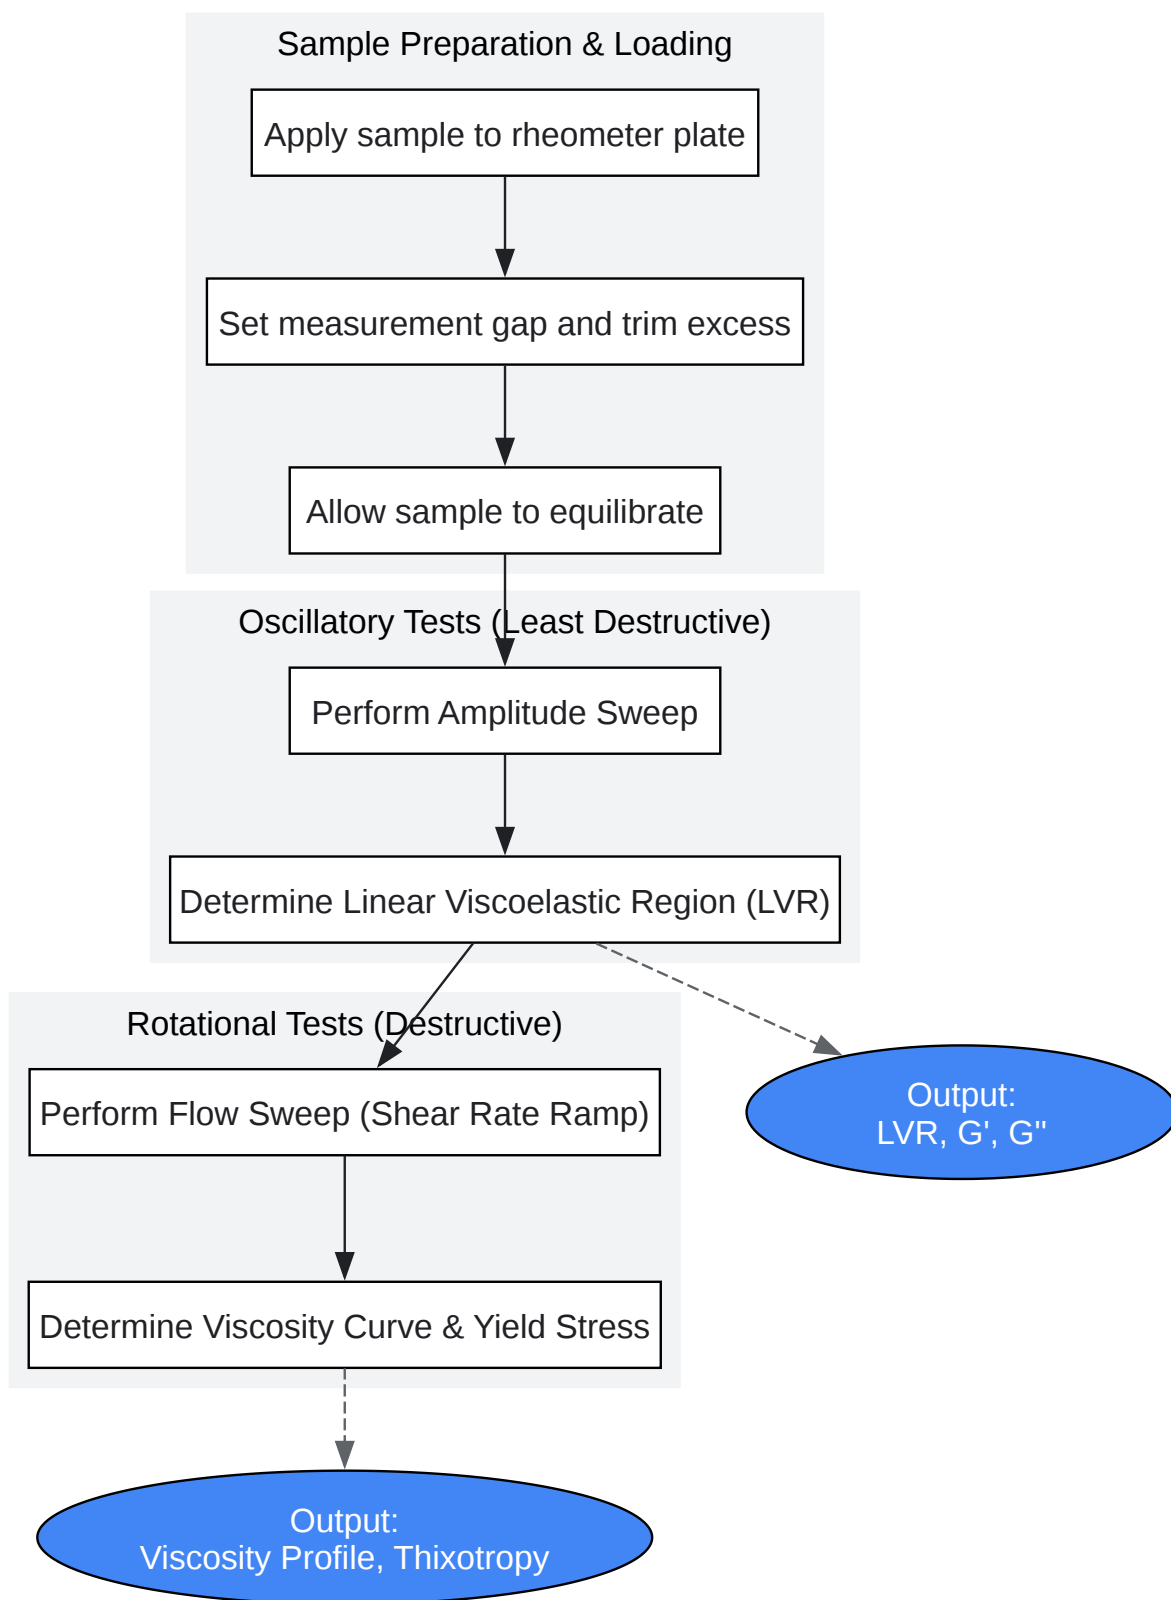 Sample Preparation & Loading
Apply sample to rheometer plate
Set measurement gap and trim excess
Allow sample to equilibrate
Oscillatory Tests (Least Destructive)
Perform Amplitude Sweep
Determine Linear Viscoelastic Region (LVR)
Rotational Tests (Destructive)
Perform Flow Sweep (Shear Rate Ramp)
Output:
LVR, G', G''
Determine Viscosity Curve & Yield Stress
Output:
Viscosity Profile, Thixotropy